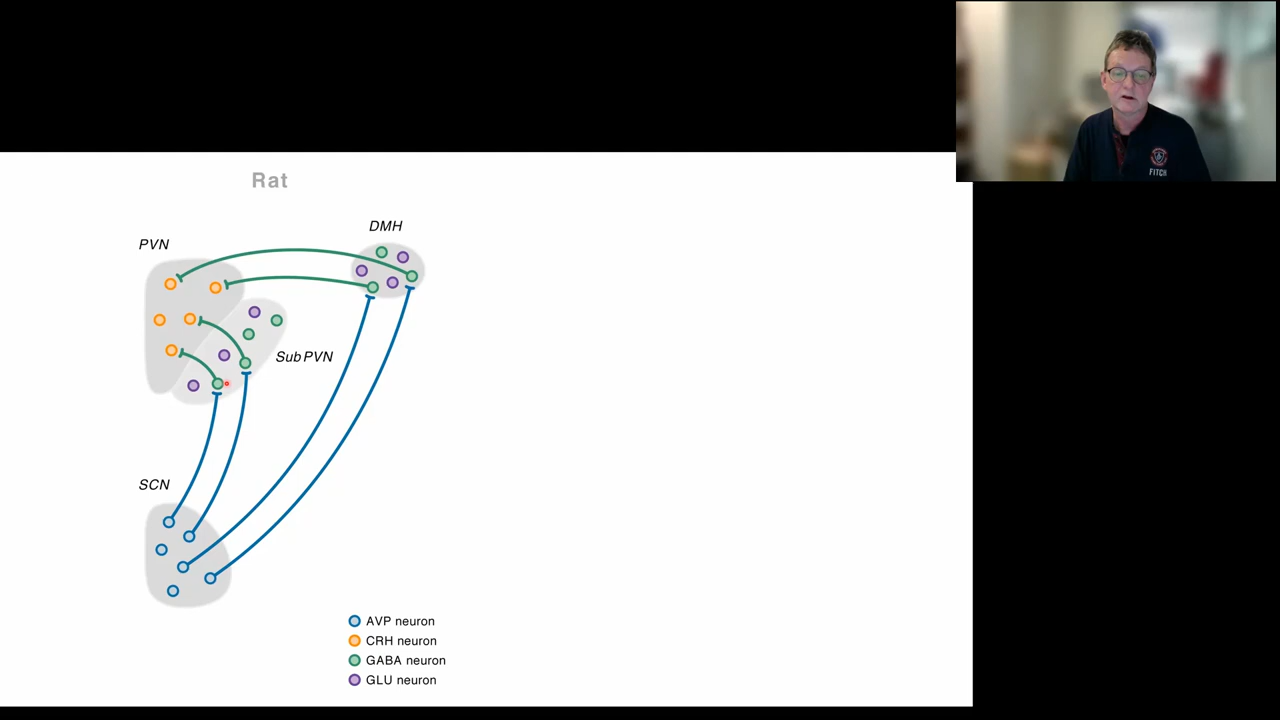 Rat
PVN
DMH
Sub PVN
SCN
AVP neuron
CRH neuron
GABA neuron
GLU neuron
FITCH